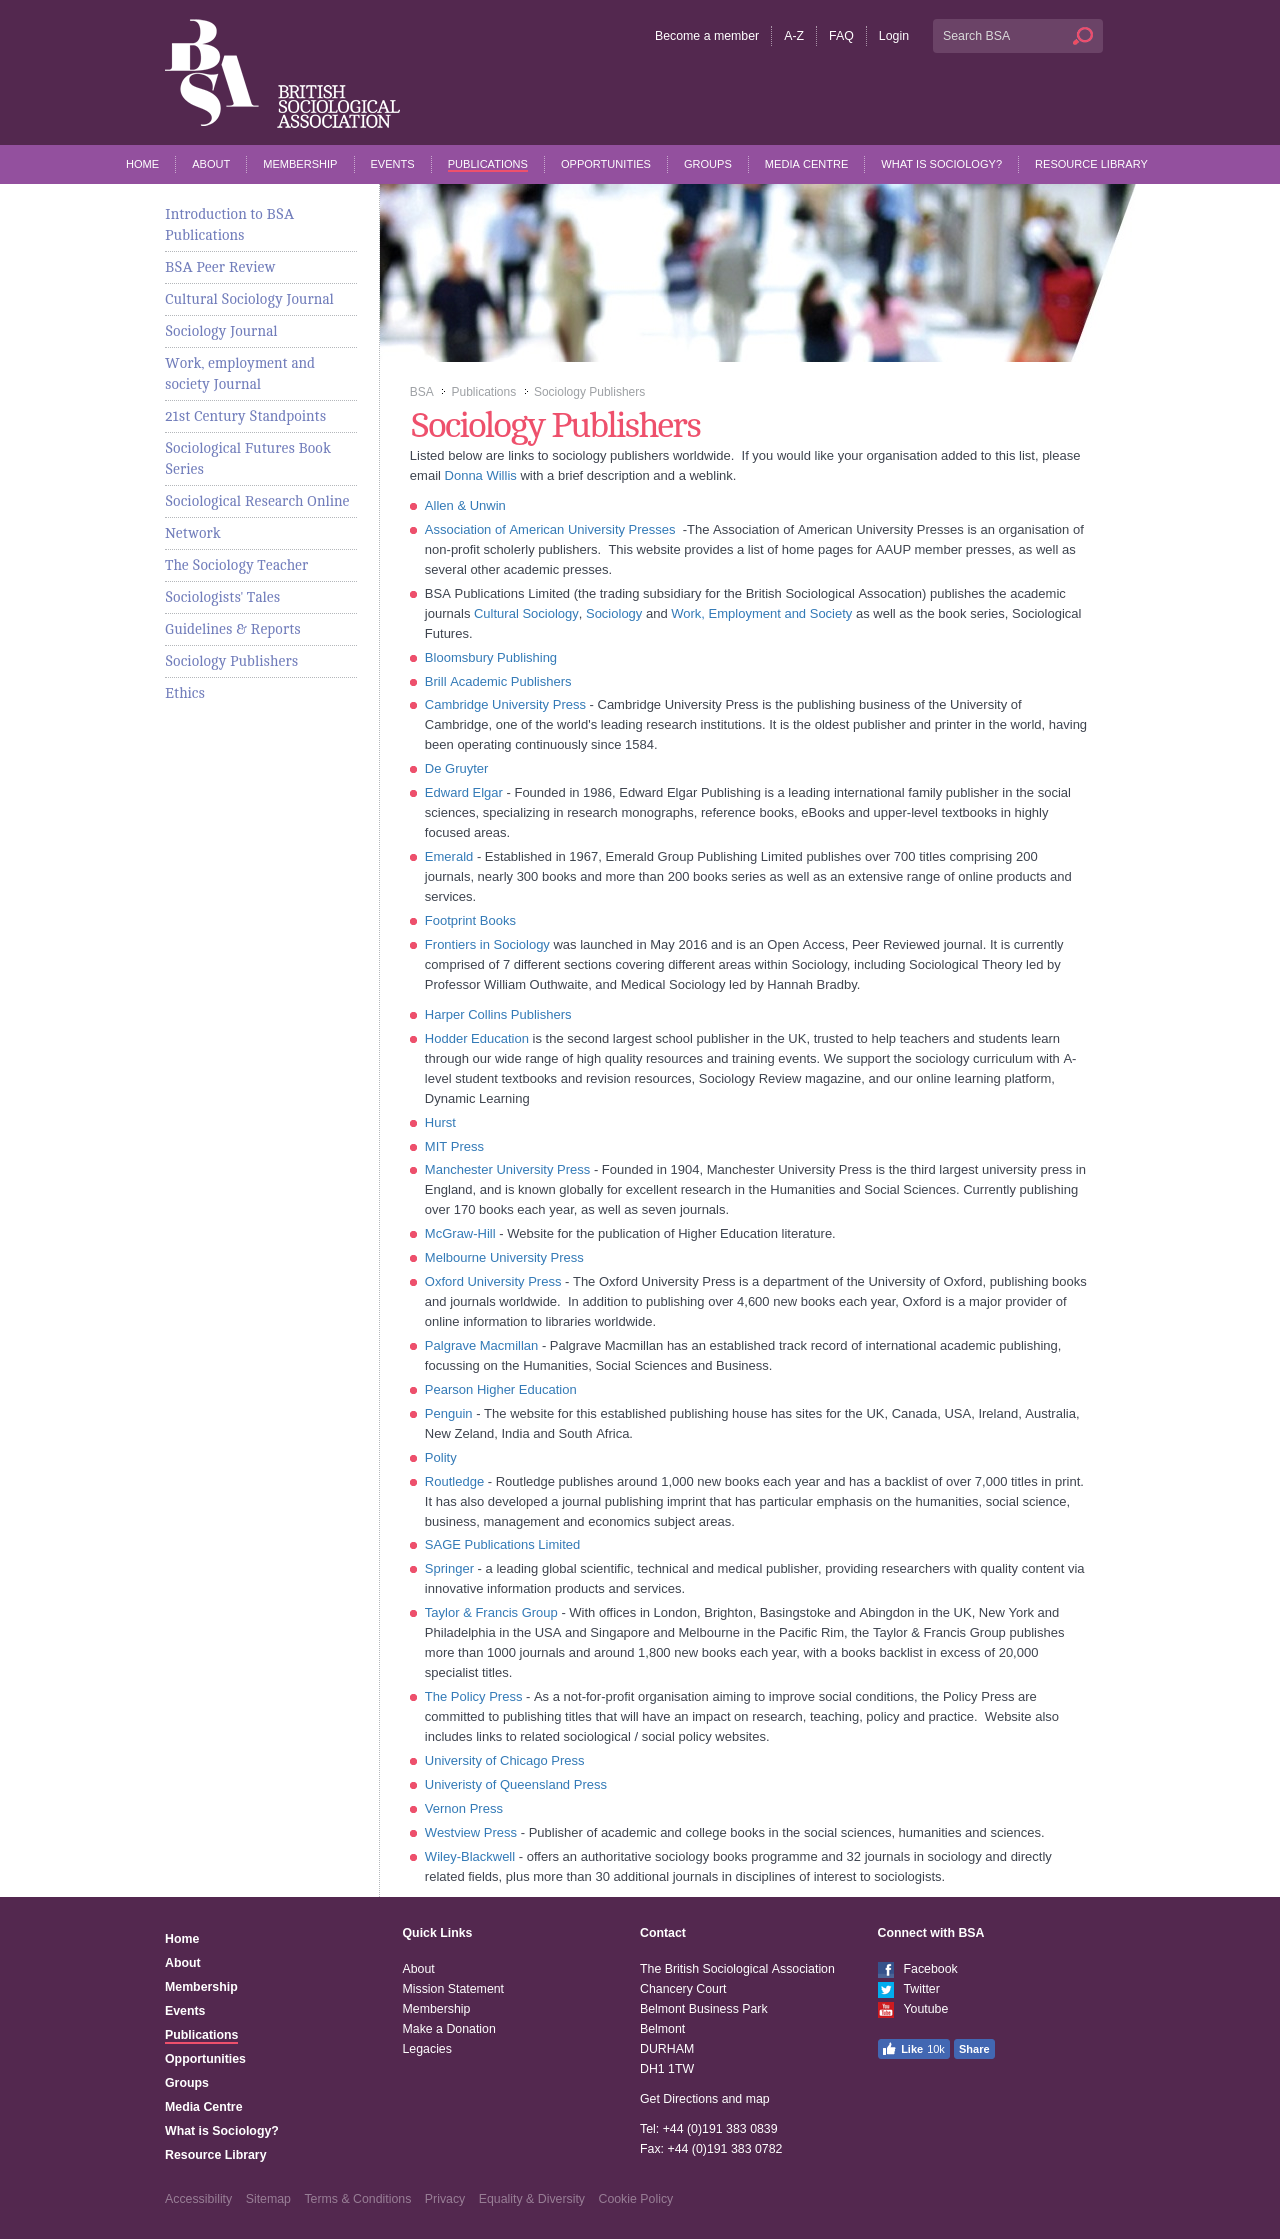 BSA
BRITISH
SOCIOLOGICAL
ASSOCIATION
Become a member
A-Z
FAQ
Login
Search BSA
HOME
ABOUT
MEMBERSHIP
EVENTS
PUBLICATIONS
OPPORTUNITIES
GROUPS
MEDIA CENTRE
WHAT IS SOCIOLOGY?
RESOURCE LIBRARY
Introduction to BSA
Publications
BSA Peer Review
Cultural Sociology Journal
Sociology Journal
Work, employment and
society Journal
21st Century Standpoints
Sociological Futures Book
Series
Sociological Research Online
Network
The Sociology Teacher
Sociologists' Tales
Guidelines & Reports
Sociology Publishers
Ethics
BSA
Publications
Sociology Publishers
Sociology Publishers
Listed below are links to sociology publishers worldwide.  If you would like your organisation added to this list, please
email Donna Willis with a brief description and a weblink.
Allen & Unwin
Association of American University Presses  -The Association of American University Presses is an organisation of
non-profit scholerly publishers.  This website provides a list of home pages for AAUP member presses, as well as
several other academic presses.
BSA Publications Limited (the trading subsidiary for the British Sociological Assocation) publishes the academic
journals Cultural Sociology, Sociology and Work, Employment and Society as well as the book series, Sociological
Futures.
Bloomsbury Publishing
Brill Academic Publishers
Cambridge University Press - Cambridge University Press is the publishing business of the University of
Cambridge, one of the world's leading research institutions. It is the oldest publisher and printer in the world, having
been operating continuously since 1584.
De Gruyter
Edward Elgar - Founded in 1986, Edward Elgar Publishing is a leading international family publisher in the social
sciences, specializing in research monographs, reference books, eBooks and upper-level textbooks in highly
focused areas.
Emerald - Established in 1967, Emerald Group Publishing Limited publishes over 700 titles comprising 200
journals, nearly 300 books and more than 200 books series as well as an extensive range of online products and
services.
Footprint Books
Frontiers in Sociology was launched in May 2016 and is an Open Access, Peer Reviewed journal. It is currently
comprised of 7 different sections covering different areas within Sociology, including Sociological Theory led by
Professor William Outhwaite, and Medical Sociology led by Hannah Bradby.
Harper Collins Publishers
Hodder Education is the second largest school publisher in the UK, trusted to help teachers and students learn
through our wide range of high quality resources and training events. We support the sociology curriculum with A-
level student textbooks and revision resources, Sociology Review magazine, and our online learning platform,
Dynamic Learning
Hurst
MIT Press
Manchester University Press - Founded in 1904, Manchester University Press is the third largest university press in
England, and is known globally for excellent research in the Humanities and Social Sciences. Currently publishing
over 170 books each year, as well as seven journals.
McGraw-Hill - Website for the publication of Higher Education literature.
Melbourne University Press
Oxford University Press - The Oxford University Press is a department of the University of Oxford, publishing books
and journals worldwide.  In addition to publishing over 4,600 new books each year, Oxford is a major provider of
online information to libraries worldwide.
Palgrave Macmillan - Palgrave Macmillan has an established track record of international academic publishing,
focussing on the Humanities, Social Sciences and Business.
Pearson Higher Education
Penguin - The website for this established publishing house has sites for the UK, Canada, USA, Ireland, Australia,
New Zeland, India and South Africa.
Polity
Routledge - Routledge publishes around 1,000 new books each year and has a backlist of over 7,000 titles in print.
It has also developed a journal publishing imprint that has particular emphasis on the humanities, social science,
business, management and economics subject areas.
SAGE Publications Limited
Springer - a leading global scientific, technical and medical publisher, providing researchers with quality content via
innovative information products and services.
Taylor & Francis Group - With offices in London, Brighton, Basingstoke and Abingdon in the UK, New York and
Philadelphia in the USA and Singapore and Melbourne in the Pacific Rim, the Taylor & Francis Group publishes
more than 1000 journals and around 1,800 new books each year, with a books backlist in excess of 20,000
specialist titles.
The Policy Press - As a not-for-profit organisation aiming to improve social conditions, the Policy Press are
committed to publishing titles that will have an impact on research, teaching, policy and practice.  Website also
includes links to related sociological / social policy websites.
University of Chicago Press
Univeristy of Queensland Press
Vernon Press
Westview Press - Publisher of academic and college books in the social sciences, humanities and sciences.
Wiley-Blackwell - offers an authoritative sociology books programme and 32 journals in sociology and directly
related fields, plus more than 30 additional journals in disciplines of interest to sociologists.
Home
About
Membership
Events
Publications
Opportunities
Groups
Media Centre
What is Sociology?
Resource Library
Quick Links
About
Mission Statement
Membership
Make a Donation
Legacies
Contact
The British Sociological Association
Chancery Court
Belmont Business Park
Belmont
DURHAM
DH1 1TW
Get Directions and map
Tel: +44 (0)191 383 0839
Fax: +44 (0)191 383 0782
Connect with BSA
Facebook
Twitter
Youtube
Like 10k
Share
Accessibility
Sitemap
Terms & Conditions
Privacy
Equality & Diversity
Cookie Policy